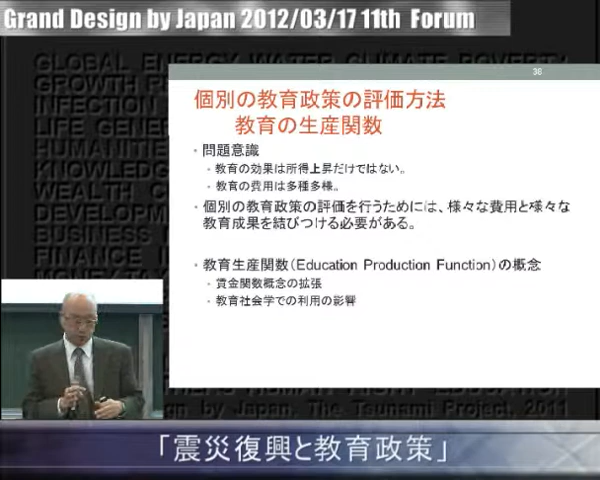 Grand Design by Japan 2012/03/17 11th Forum
GLOBAL ENERGY WATER CLIMATE POVERTY
GROWTH
INFECTION
LIFE
HUMANITIES
KNOWLEDG
WEALTH
DEVELOPM
BUSINESS
FINANCE
38
個別の教育政策の評価方法
教育の生産関数
・問題意識
・教育の効果は所得上昇だけではない。
・教育の費用は多種多様。
・個別の教育政策の評価を行うためには、様々な費用と様々な
教育成果を結びつける必要がある。
・教育生産関数（Education Production Function）の概念
・賃金関数概念の拡張
・教育社会学での利用の影響
HUMAN RIGHT EDUCATION
by Japan. The Tsunami Project. 2011
「震災復興と教育政策」